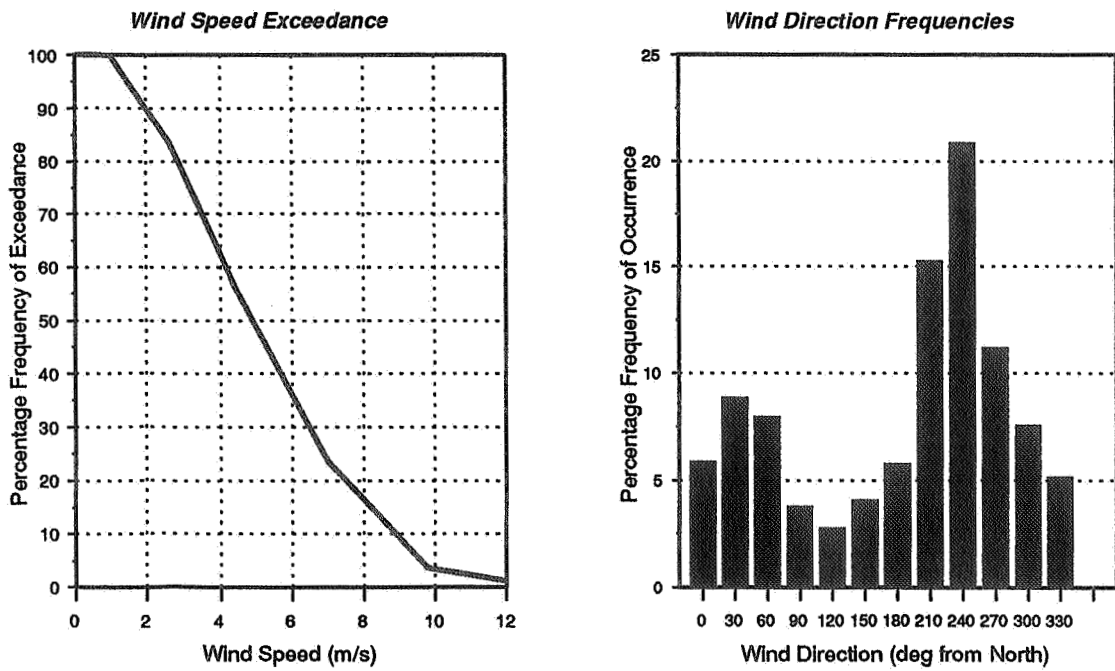 Wind Speed Exceedance
Percentage Frequency of Exceedance
100
90
80
70
60
50
40
30
20
10
0
0 2 4 6 8 10 12
Wind Speed (m/s)
Wind Direction Frequencies
Percentage Frequency of Occurrence
25
20
15
10
5
0
0 30 60 90 120 150 180 210 240 270 300 330
Wind Direction (deg from North)